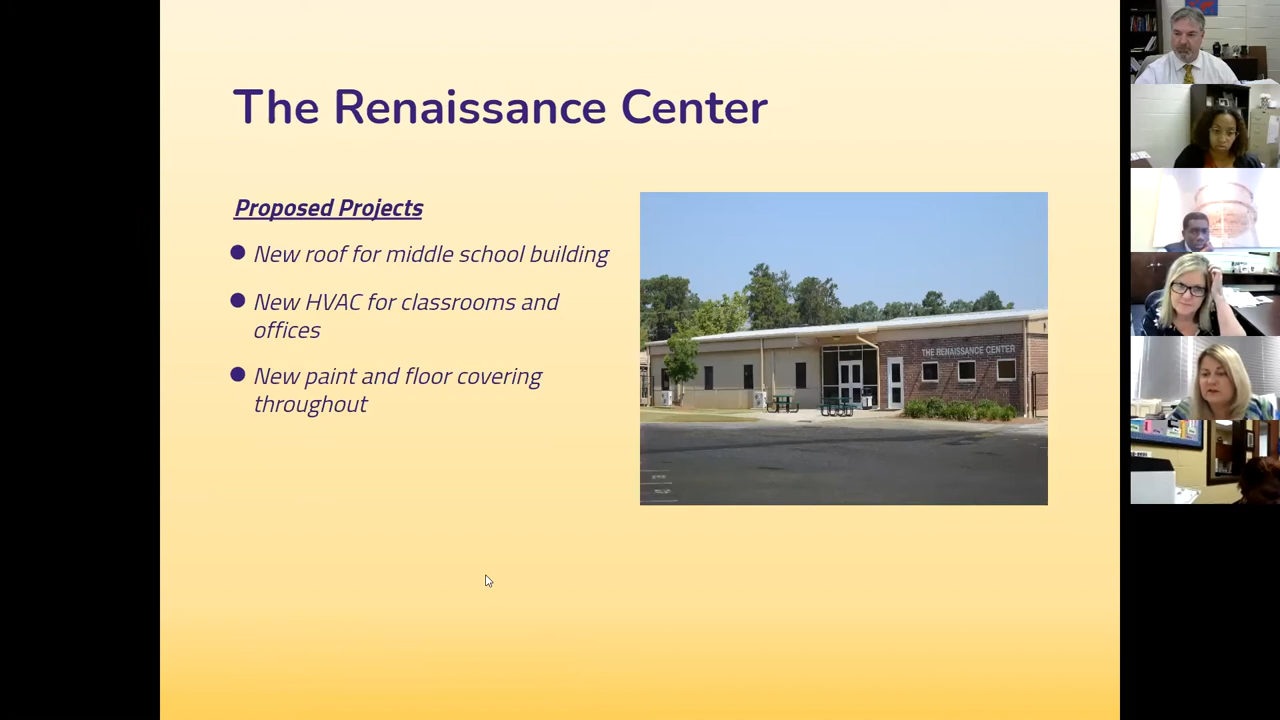 The Renaissance Center
Proposed Projects
New roof for middle school building
New HVAC for classrooms and
offices
New paint and floor covering
throughout
THE RENAISSANCE CENTER